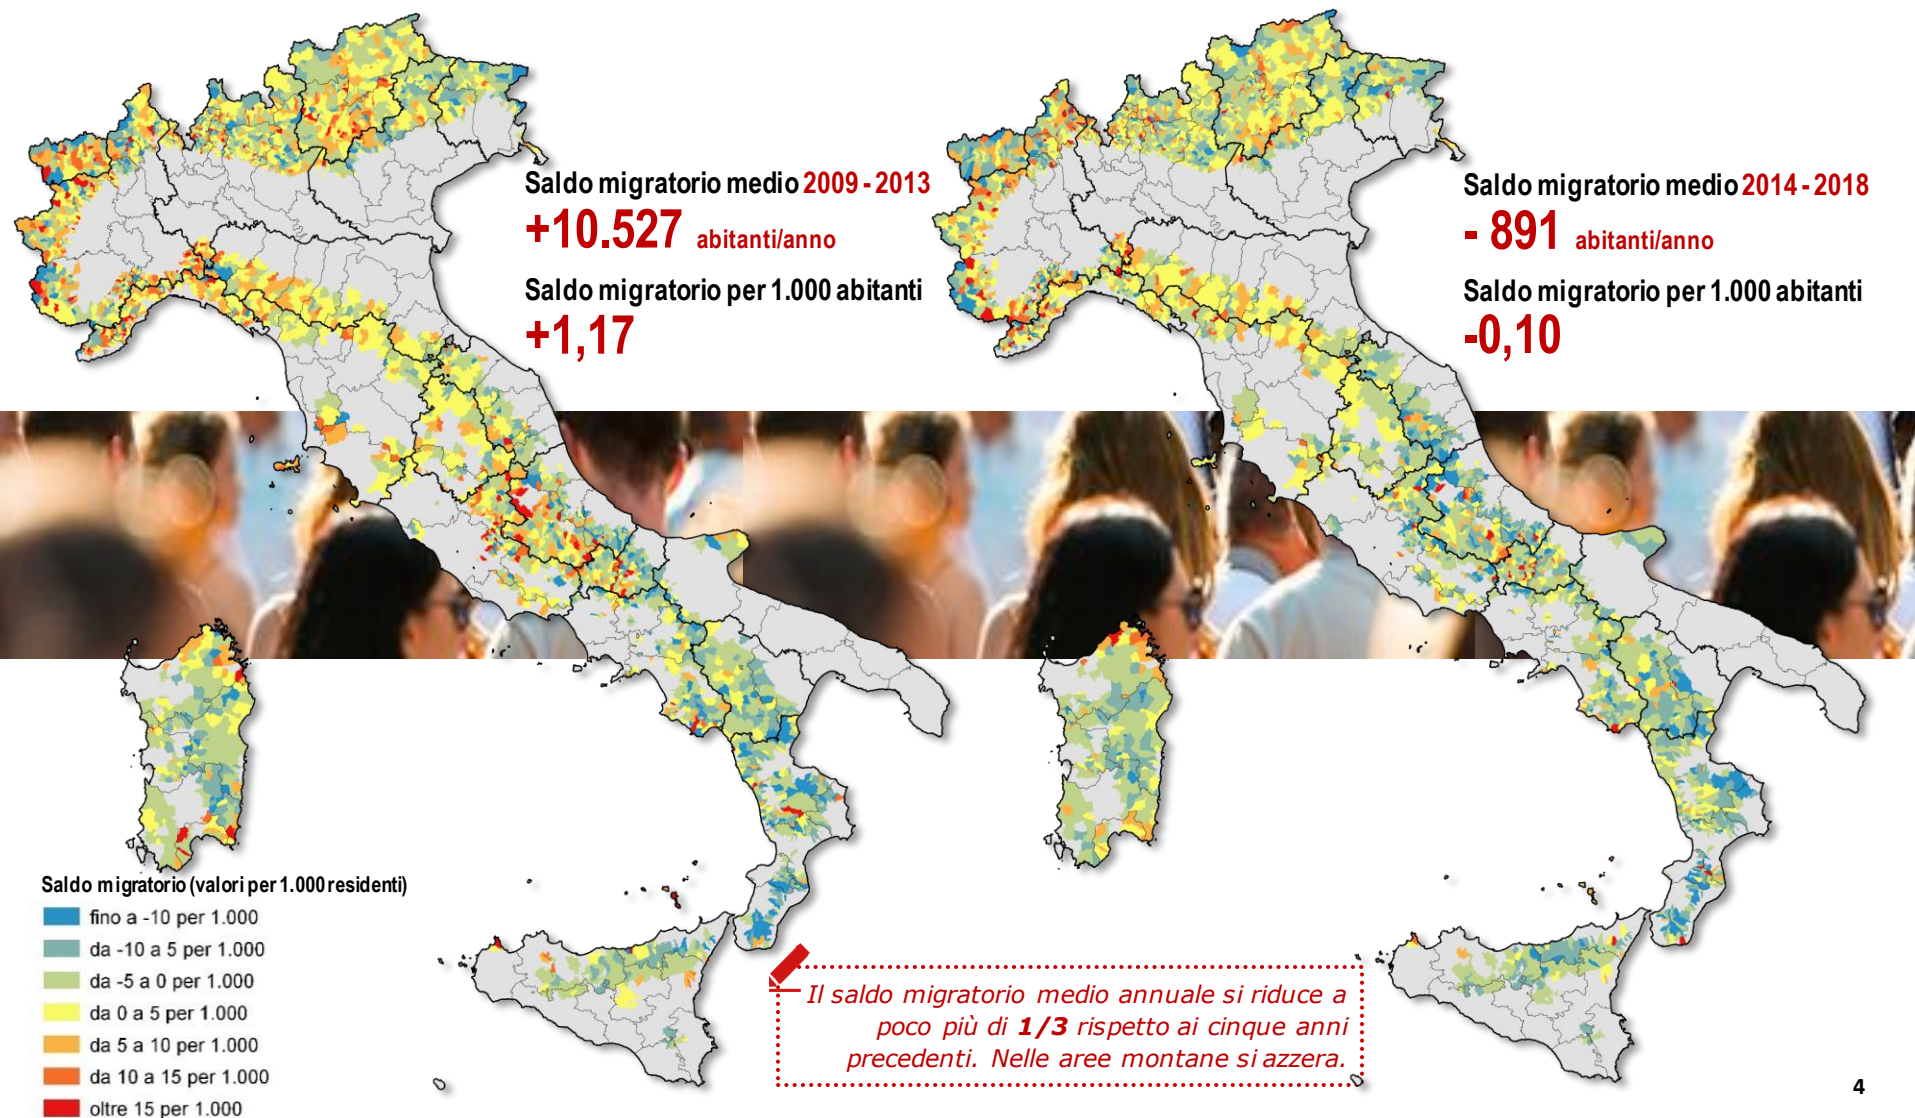 Saldo migratorio medio 2009 - 2013
+10.527 abitanti/anno
Saldo migratorio per 1.000 abitanti
+1,17
Saldo migratorio medio 2014 - 2018
- 891 abitanti/anno
Saldo migratorio per 1.000 abitanti
-0,10
Saldo migratorio (valori per 1.000 residenti)
fino a -10 per 1.000
da -10 a 5 per 1.000
da -5 a 0 per 1.000
da 0 a 5 per 1.000
da 5 a 10 per 1.000
da 10 a 15 per 1.000
oltre 15 per 1.000
Il saldo migratorio medio annuale si riduce a
poco più di 1/3 rispetto ai cinque anni
precedenti. Nelle aree montane si azzera.
4